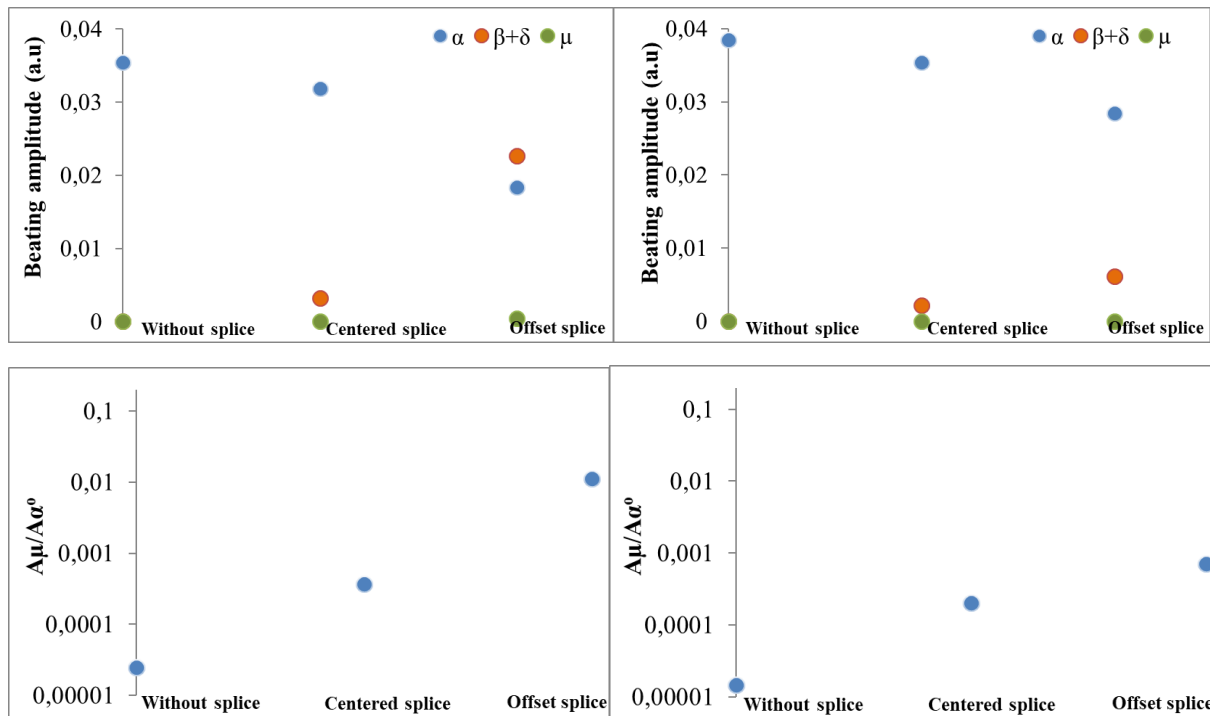 Beating amplitude (a.u)
0,04
0,03
0,02
0,01
0
α β+δ μ
Without splice Centered splice Offset splice
Beating amplitude (a.u)
0,04
0,03
0,02
0,01
0
α β+δ μ
Without splice Centered splice Offset splice
Aμ/Aα⁰
0,1
0,01
0,001
0,0001
0,00001
Without splice Centered splice Offset splice
Aμ/Aα⁰
0,1
0,01
0,001
0,0001
0,00001
Without splice Centered splice Offset splice